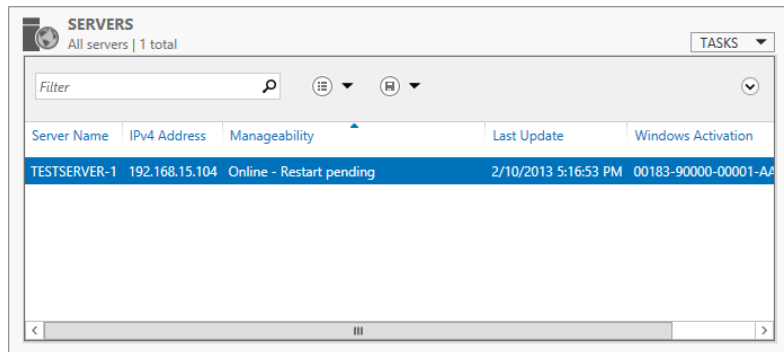 SERVERS
All servers | 1 total
TASKS
Filter
Server Name IPv4 Address Manageability Last Update Windows Activation
TESTSERVER-1 192.168.15.104 Online - Restart pending 2/10/2013 5:16:53 PM 00183-90000-00001-AA